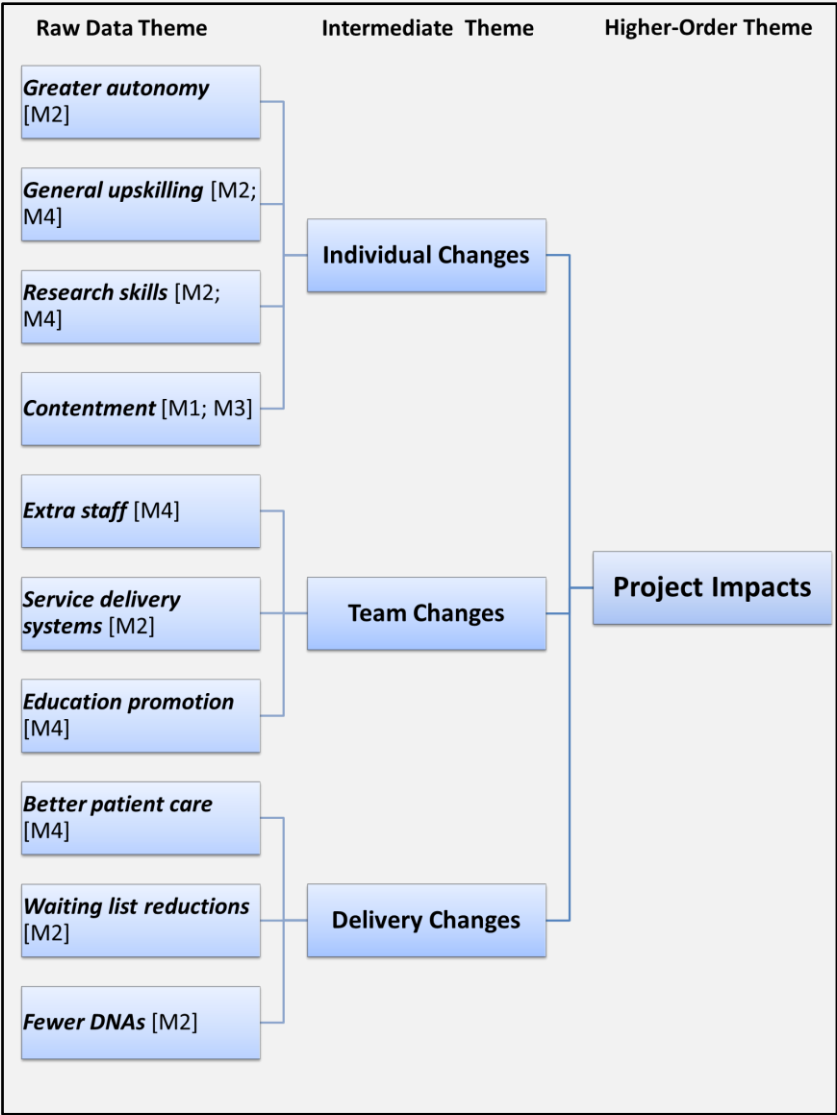 Raw Data Theme
Intermediate Theme
Higher-Order Theme
Greater autonomy
[M2]
General upskilling [M2;
M4]
Research skills [M2;
M4]
Contentment [M1; M3]
Individual Changes
Extra staff [M4]
Service delivery
systems [M2]
Education promotion
[M4]
Team Changes
Better patient care
[M4]
Waiting list reductions
[M2]
Fewer DNAs [M2]
Delivery Changes
Project Impacts